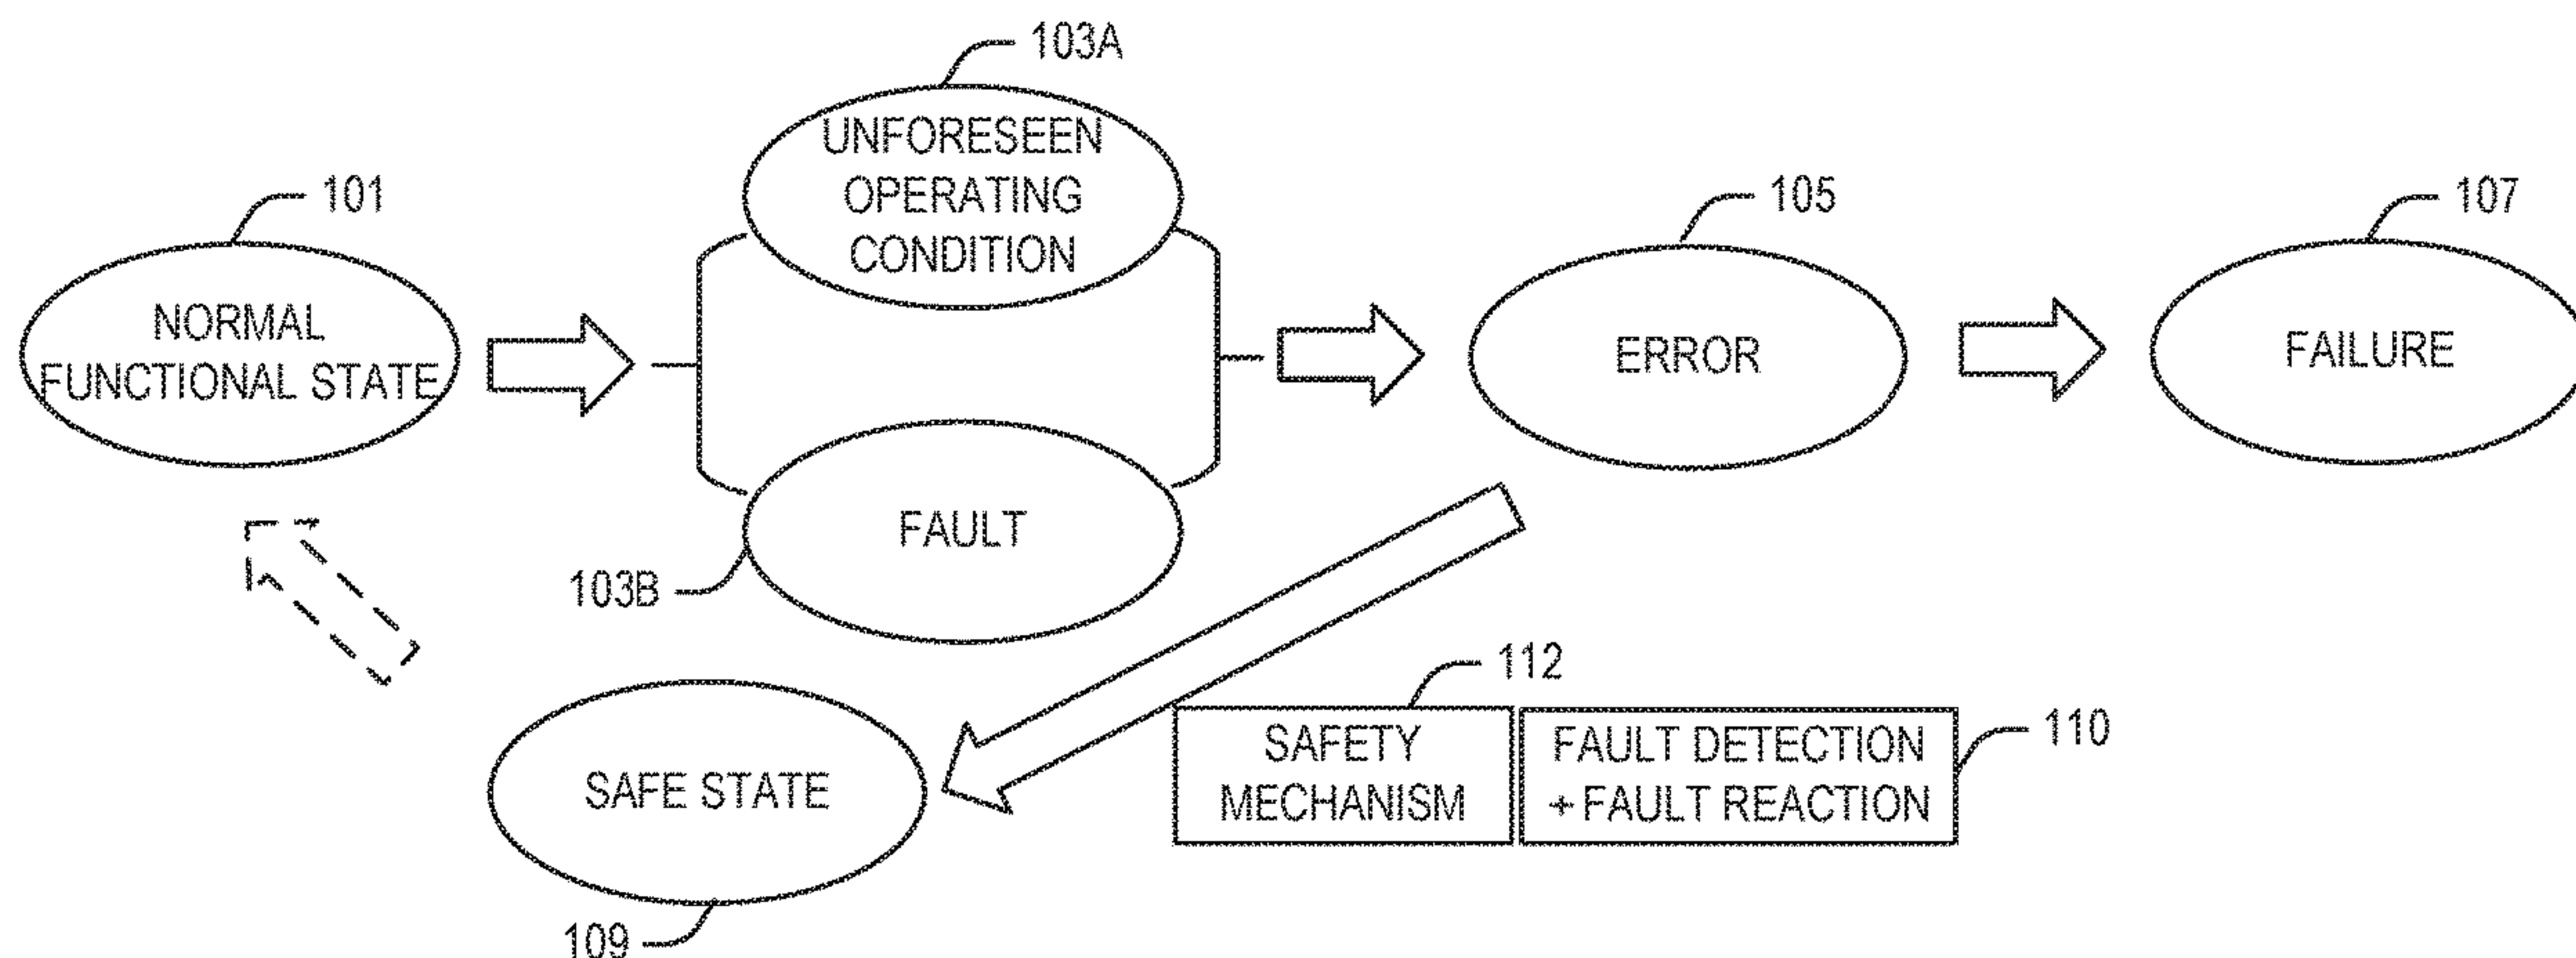 103A
UNFORESEEN
OPERATING
CONDITION
101
NORMAL
FUNCTIONAL STATE
105
ERROR
107
FAILURE
FAULT
103B
112
SAFETY
MECHANISM
FAULT DETECTION
+ FAULT REACTION
110
SAFE STATE
109